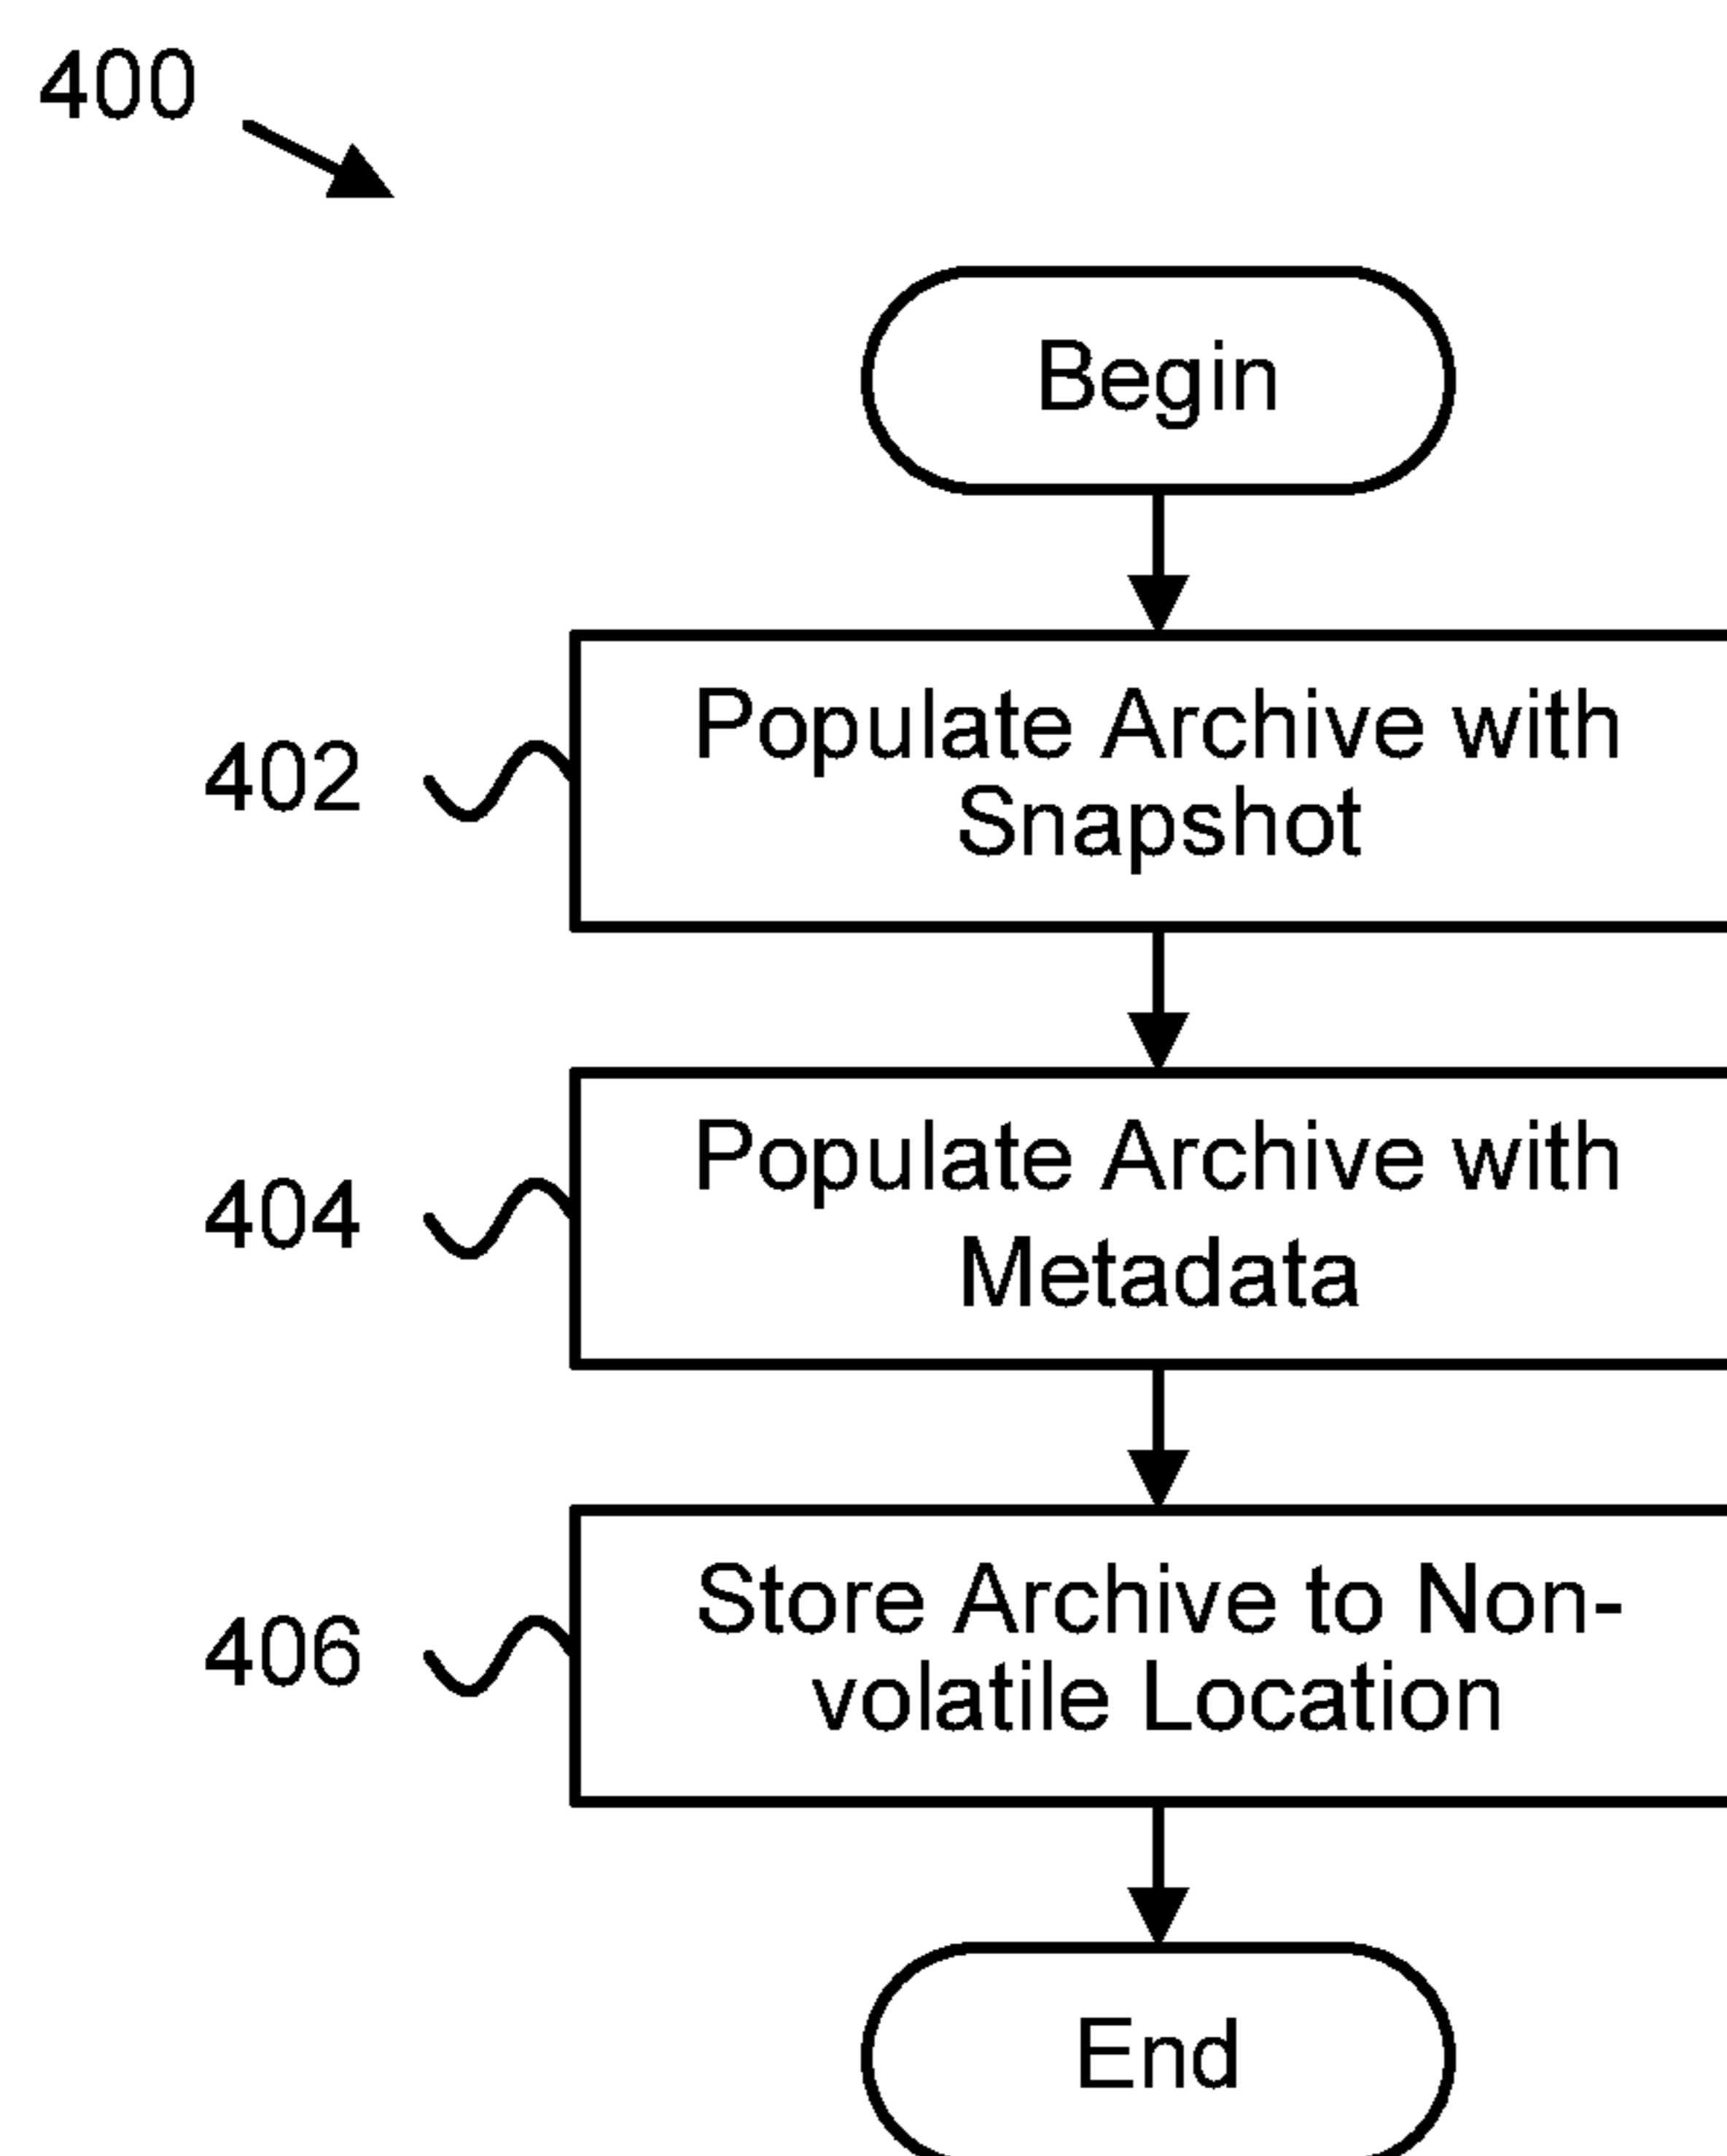 400
Begin
402
Populate Archive with
Snapshot
404
Populate Archive with
Metadata
406
Store Archive to Non-
volatile Location
End